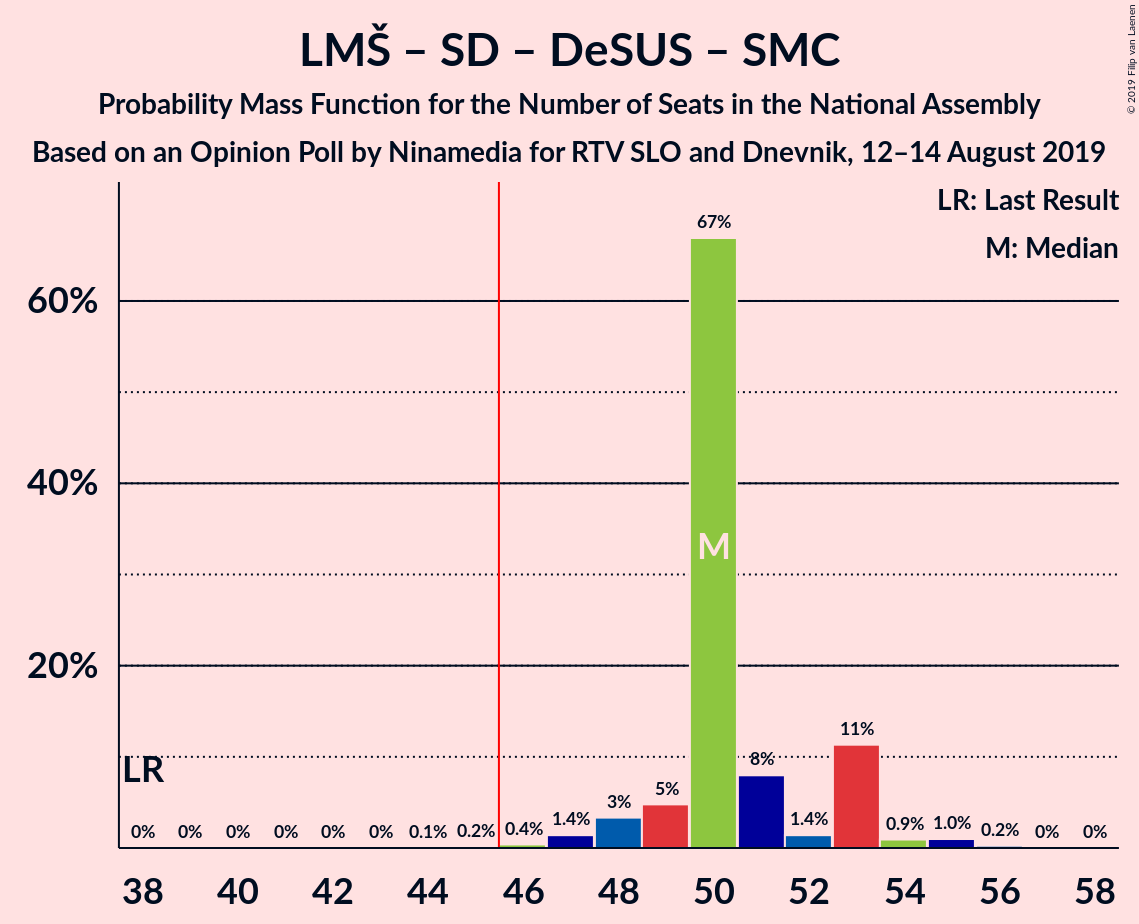 LMŠ – SD – DeSUS – SMC
Probability Mass Function for the Number of Seats in the National Assembly
Based on an Opinion Poll by Ninamedia for RTV SLO and Dnevnik, 12–14 August 2019
© 2019 Filip van Laenen
LR: Last Result
M: Median
67%
60%
40%
M
20%
11%
8%
LR
5%
3%
0% 0% 0% 0% 0% 0% 0.1% 0.2% 0.4% 1.4% 1.4% 0.9% 1.0% 0.2% 0% 0%
38 40 42 44 46 48 50 52 54 56 58